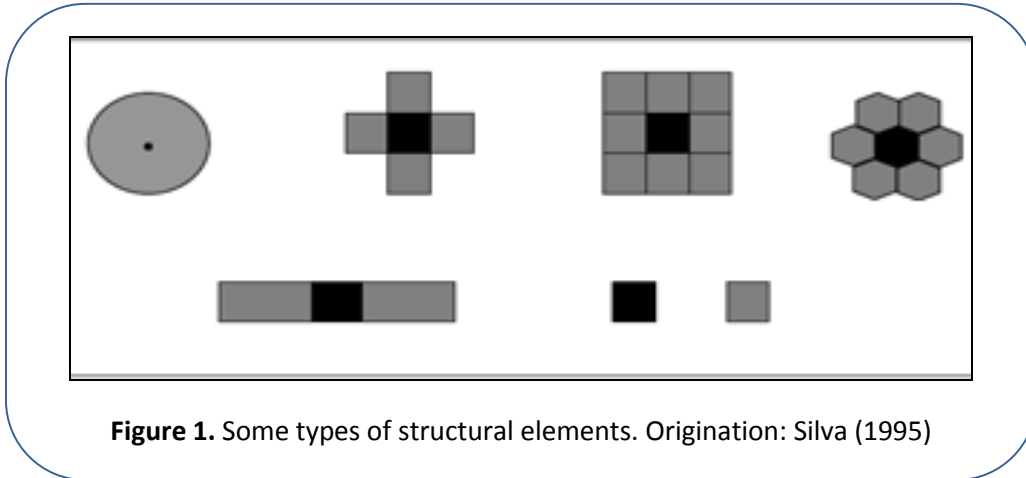 Figure 1. Some types of structural elements. Origination: Silva (1995)